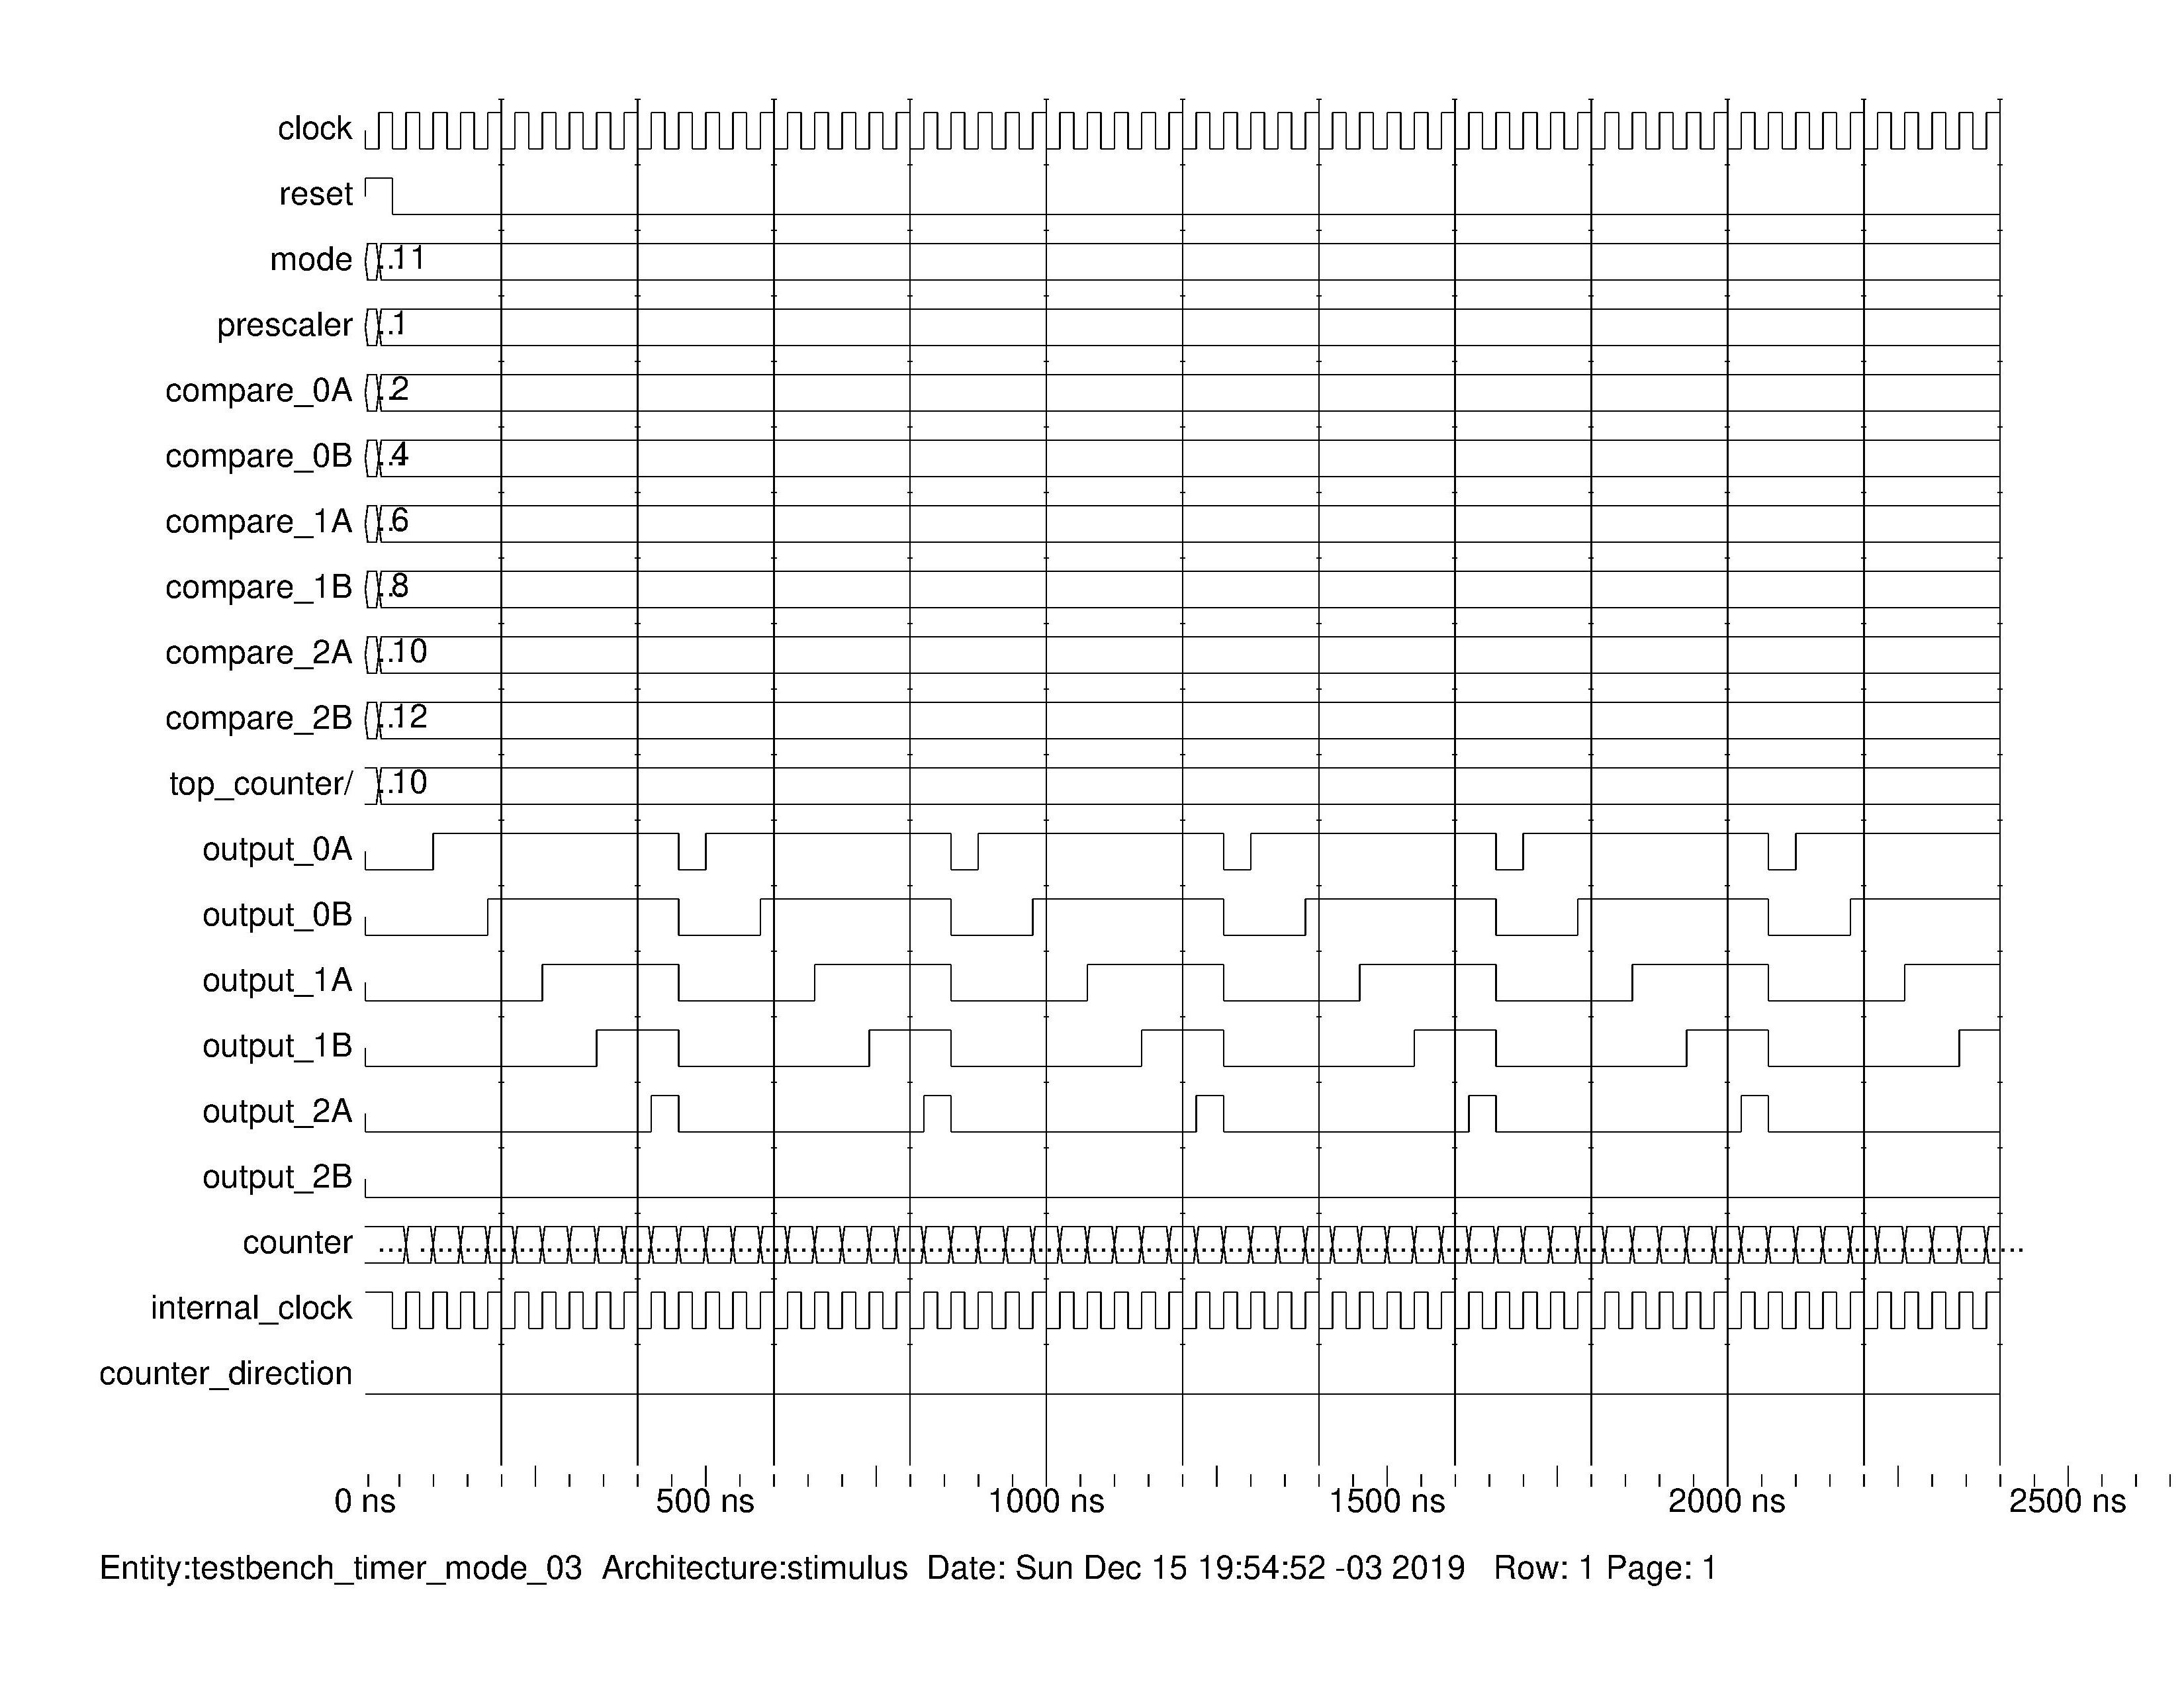 clock
reset
mode ..11
prescaler ..1
compare_0A ..2
compare_0B ..4
compare_1A ..6
compare_1B ..8
compare_2A ..10
compare_2B ..12
top_counter/ ..10
output_0A
output_0B
output_1A
output_1B
output_2A
output_2B
counter
internal_clock
counter_direction
0 ns 500 ns 1000 ns 1500 ns 2000 ns 2500 ns
Entity:testbench_timer_mode_03 Architecture:stimulus Date: Sun Dec 15 19:54:52 -03 2019 Row: 1 Page: 1